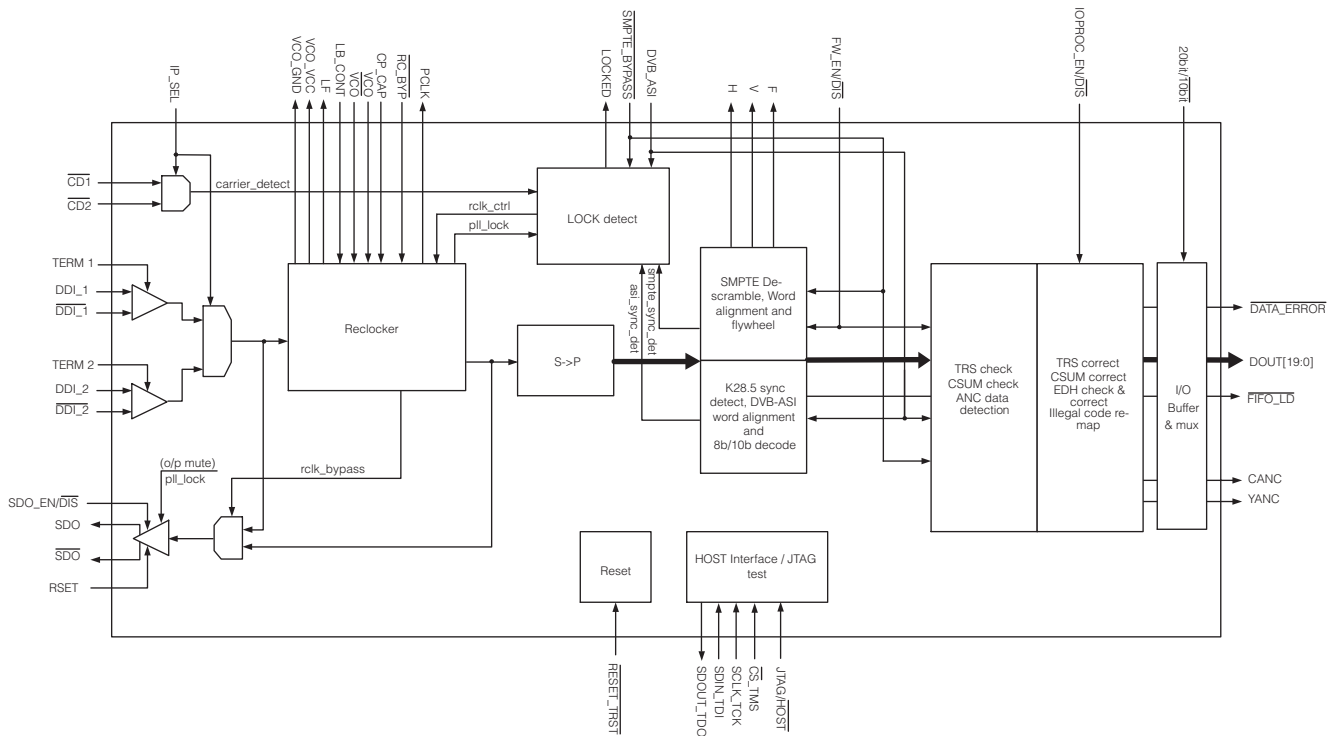 IP_SEL
VCO_GND
VCO_VCC
LF
LB_CONT
VCO
VCO
CP_CAP
RC_BYP
PCLK
LOCKED
SMPTE_BYPASS
DVB_ASI
H
V
F
FW_EN/DIS
IOPROC_EN/DIS
20bit/10bit
CD1
CD2
carrier_detect
rclk_ctrl
pll_lock
LOCK detect
TERM 1
DDI_1
DDI_1
TERM 2
DDI_2
DDI_2
Reclocker
S->P
asi_sync_det
smpte_sync_det
SMPTE De-
scramble, Word
alignment and
flywheel
K28.5 sync
detect, DVB-ASI
word alignment
and
8b/10b decode
TRS check
CSUM check
ANC data
detection
TRS correct
CSUM correct
EDH check &
correct
Illegal code re-
map
I/O
Buffer
& mux
DATA_ERROR
DOUT[19:0]
FIFO_LD
CANC
YANC
rclk_bypass
(o/p mute)
pll_lock
SDO_EN/DIS
SDO
SDO
RSET
Reset
HOST Interface / JTAG
test
RESET_TRST
SDOUT_TDO
SDIN_TDI
SCLK_TCK
CS_TMS
JTAG/HOST